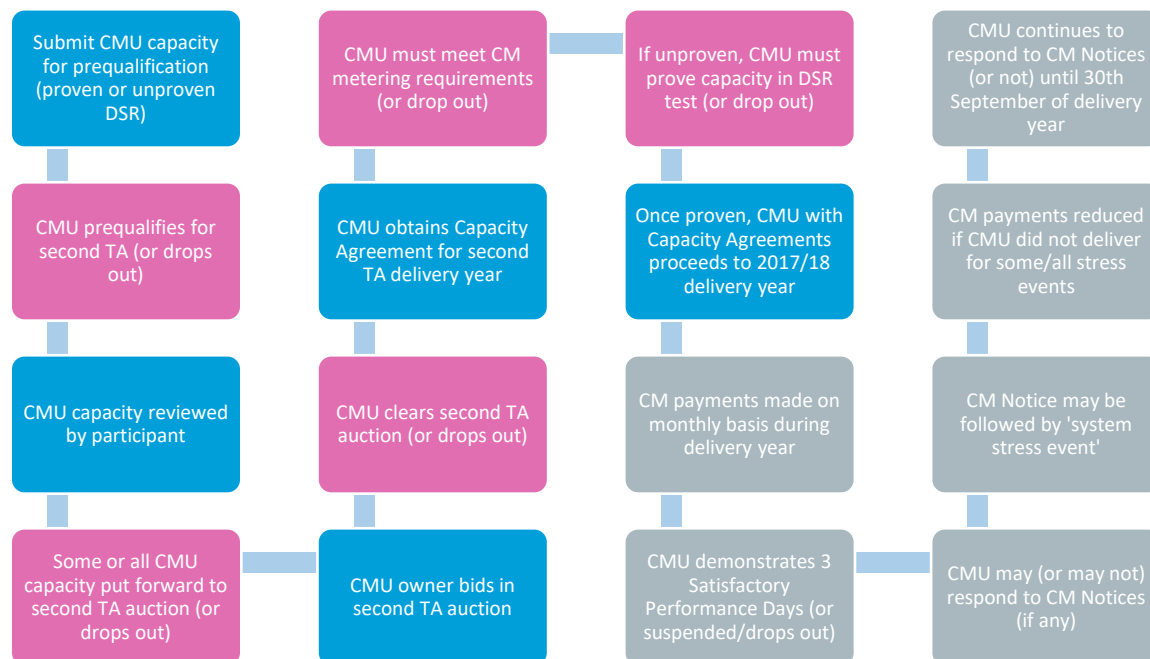 Submit CMU capacity
for prequalification
(proven or unproven
DSR)
CMU prequalifies for
second TA (or drops
out)
CMU capacity reviewed
by participant
Some or all CMU
capacity put forward to
second TA auction (or
drops out)
CMU owner bids in
second TA auction
CMU clears second TA
auction (or drops out)
CMU obtains Capacity
Agreement for second
TA delivery year
CMU must meet CM
metering requirements
(or drop out)
If unproven, CMU must
prove capacity in DSR
test (or drop out)
Once proven, CMU with
Capacity Agreements
proceeds to 2017/18
delivery year
CM payments made on
monthly basis during
delivery year
CMU demonstrates 3
Satisfactory
Performance Days (or
suspended/drops out)
CMU may (or may not)
respond to CM Notices
(if any)
CM Notice may be
followed by 'system
stress event'
CM payments reduced
if CMU did not deliver
for some/all stress
events
CMU continues to
respond to CM Notices
(or not) until 30th
September of delivery
year